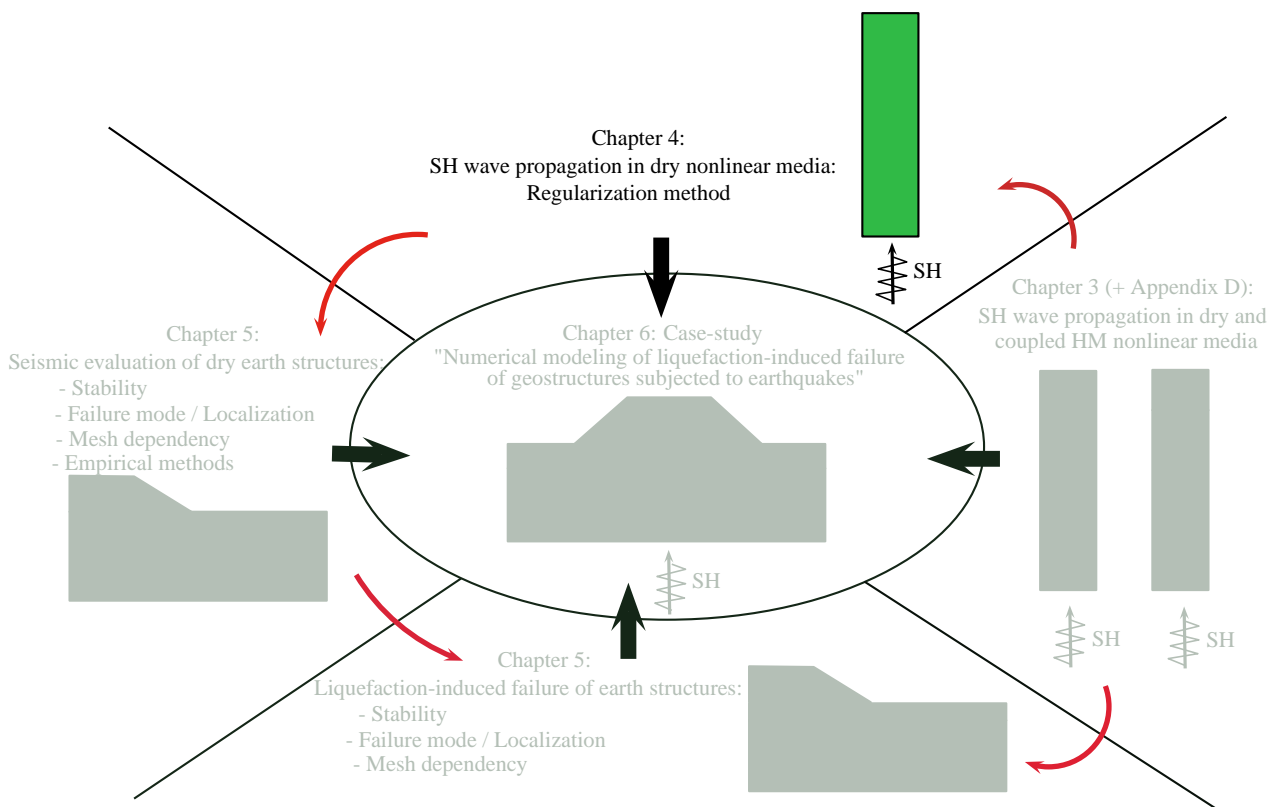 Chapter 4:
SH wave propagation in dry nonlinear media:
Regularization method
SH
Chapter 3 (+ Appendix D):
SH wave propagation in dry and
coupled HM nonlinear media
SH
SH
Chapter 5:
Seismic evaluation of dry earth structures:
- Stability
- Failure mode / Localization
- Mesh dependency
- Empirical methods
Chapter 6: Case-study
"Numerical modeling of liquefaction-induced failure
of geostructures subjected to earthquakes"
SH
Chapter 5:
Liquefaction-induced failure of earth structures:
- Stability
- Failure mode / Localization
- Mesh dependency